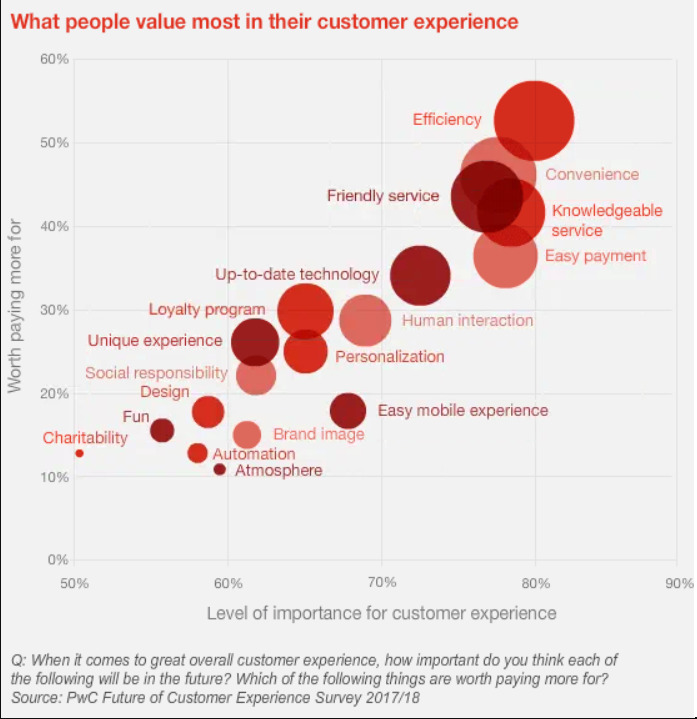 What people value most in their customer experience
Worth paying more for
60%
50%
40%
30%
20%
10%
0%
Efficiency
Convenience
Friendly service
Knowledgeable
service
Easy payment
Up-to-date technology
Loyalty program
Human interaction
Unique experience
Personalization
Social responsibility
Design
Easy mobile experience
Fun
Charitability
Brand image
Automation
Atmosphere
50%
60%
70%
80%
90%
Level of importance for customer experience
Q: When it comes to great overall customer experience, how important do you think each of
the following will be in the future? Which of the following things are worth paying more for?
Source: PwC Future of Customer Experience Survey 2017/18